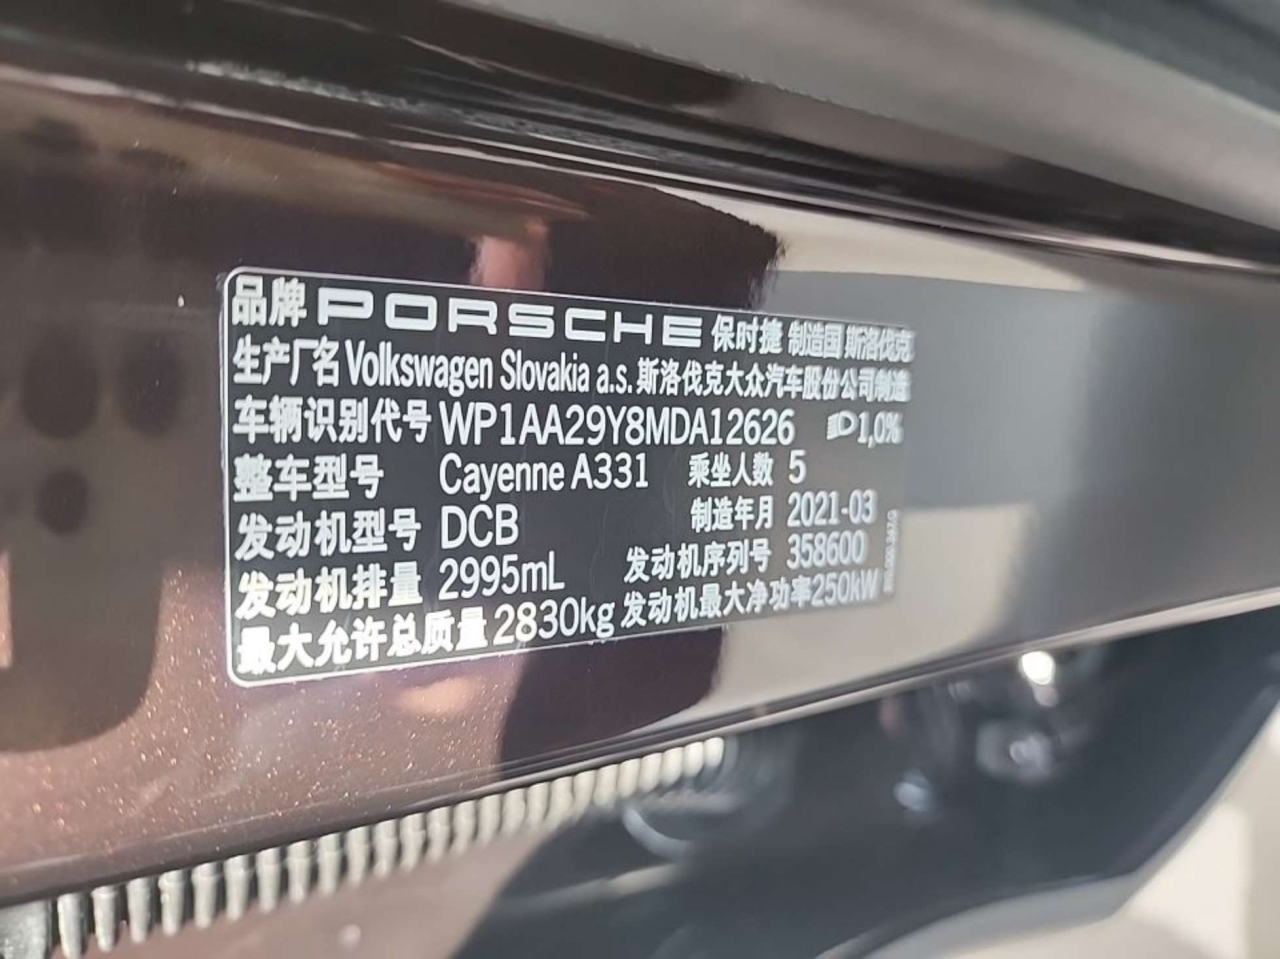 品牌 PORSCHE 保时捷 制造国 斯洛伐克
生产厂名 Volkswagen Slovakia a.s. 斯洛伐克大众汽车股份公司制造
车辆识别代号 WP1AA29Y8MDA12626 1,0%
整车型号 Cayenne A331 乘坐人数 5
发动机型号 DCB 制造年月 2021-03
发动机排量 2995mL 发动机序列号 358600
最大允许总质量 2830kg 发动机最大净功率 250kW